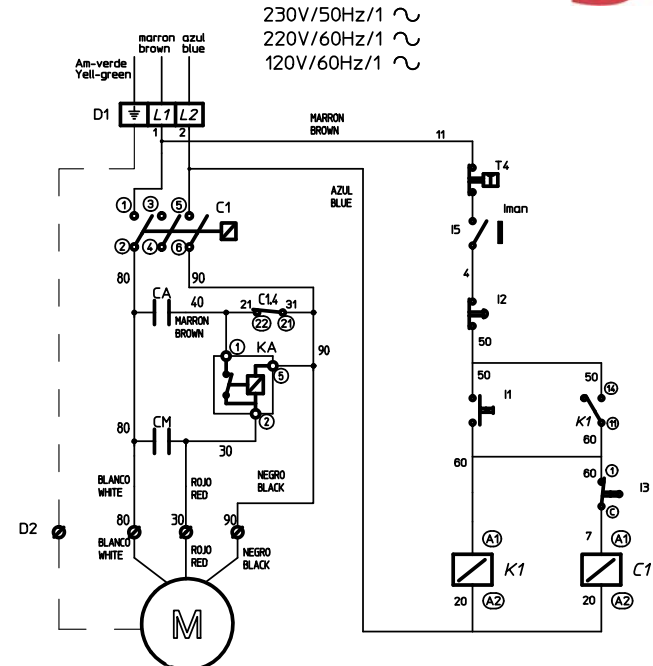 230V/50Hz/1 ∿
220V/60Hz/1 ∿
120V/60Hz/1 ∿
marron azul
brown blue
Am-verde
Yell-green
D1 L1 L2
1 2
MARRON
BROWN
11
T4
AZUL
BLUE
1 3 5 C1
2 4 6
Iman
I5
4
80 90
CA 40 21 C1.4 31
22 21
MARRON
BROWN
I2
50
1 KA 5
90
2
50 50 14
I1
K1 11
60
80 CM 30
60 60 1
I3
C
BLANCO
WHITE
ROJO
RED
NEGRO
BLACK
D2 80 30 90
BLANCO
WHITE
ROJO
RED
NEGRO
BLACK
7
A1 A1
K1 C1
20 A2 20 A2
M